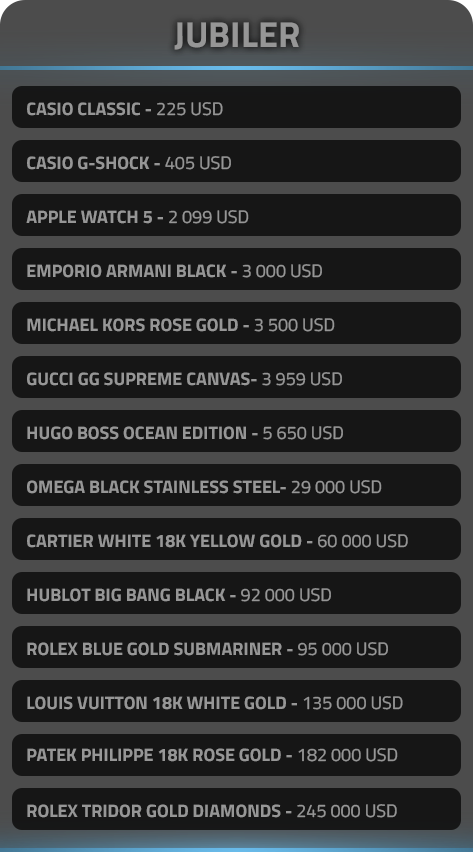 JUBILER
CASIO CLASSIC - 225 USD
CASIO G-SHOCK - 405 USD
APPLE WATCH 5 - 2 099 USD
EMPORIO ARMANI BLACK - 3 000 USD
MICHAEL KORS ROSE GOLD - 3 500 USD
GUCCI GG SUPREME CANVAS- 3 959 USD
HUGO BOSS OCEAN EDITION - 5 650 USD
OMEGA BLACK STAINLESS STEEL- 29 000 USD
CARTIER WHITE 18K YELLOW GOLD - 60 000 USD
HUBLOT BIG BANG BLACK - 92 000 USD
ROLEX BLUE GOLD SUBMARINER - 95 000 USD
LOUIS VUITTON 18K WHITE GOLD - 135 000 USD
PATEK PHILIPPE 18K ROSE GOLD - 182 000 USD
ROLEX TRIDOR GOLD DIAMONDS - 245 000 USD